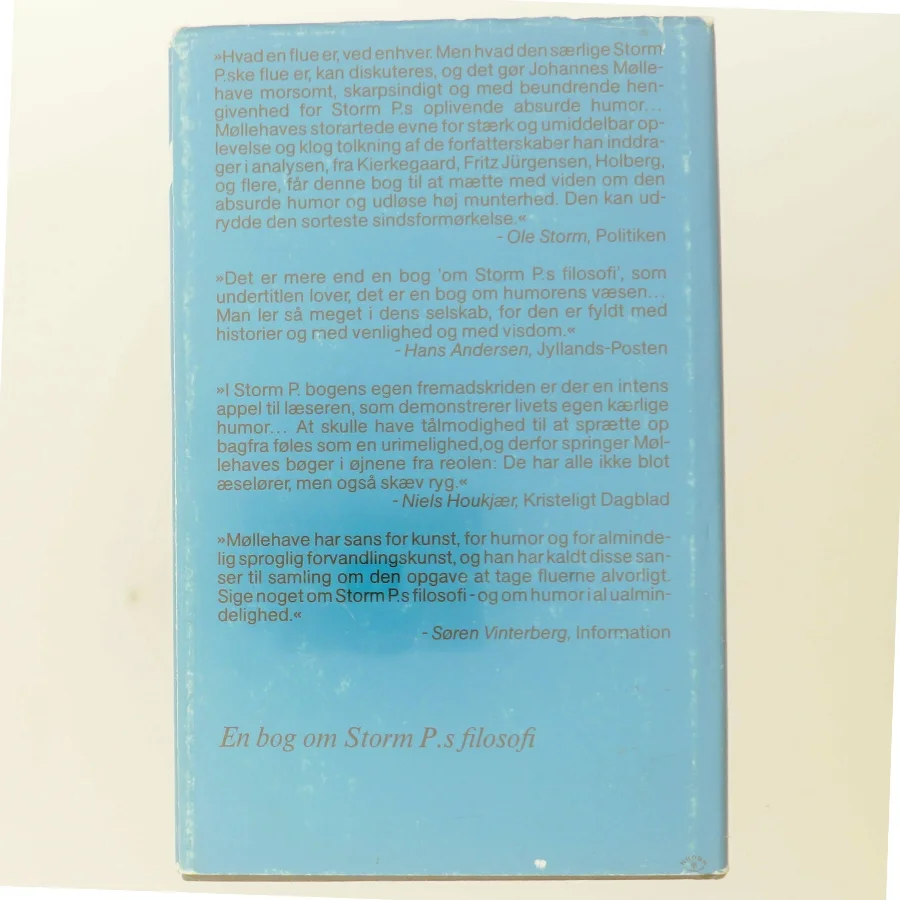 »Hvad en flue er, ved enhver. Men hvad den særlige Storm
P.ske flue er, kan diskuteres, og det gør Johannes Mølle-
have morsomt, skarpsindigt og med beundrende hen-
givenhed for Storm P.s oplivende absurde humor...
Møllehaves storartede evne for stærk og umiddelbar op-
levelse og klog tolkning af de forfatterskaber han inddra-
ger i analysen, fra Kierkegaard, Fritz Jürgensen, Holberg,
og flere, får denne bog til at mætte med viden om den
absurde humor og udløse høj munterhed. Den kan ud-
rydde den sorteste sindsformørkelse.«
- Ole Storm, Politiken
»Det er mere end en bog 'om Storm P.s filosofi', som
undertitlen lover, det er en bog om humorens væsen...
Man ler så meget i dens selskab, for den er fyldt med
historier og med venlighed og med visdom.«
- Hans Andersen, Jyllands-Posten
»I Storm P. bogens egen fremadskriden er der en intens
appel til læseren, som demonstrerer livets egen kærlige
humor... At skulle have tålmodighed til at sprætte op
bagfra føles som en urimelighed,og derfor springer Møl-
lehaves bøger i øjnene fra reolen: De har alle ikke blot
æselører, men også skæv ryg.«
- Niels Houkjær, Kristeligt Dagblad
»Møllehave har sans for kunst, for humor og for alminde-
lig sproglig forvandlingskunst, og han har kaldt disse san-
ser til samling om den opgave at tage fluerne alvorligt.
Sige noget om Storm P.s filosofi - og om humor i al ualmin-
delighed.«
- Søren Vinterberg, Information
En bog om Storm P.s filosofi